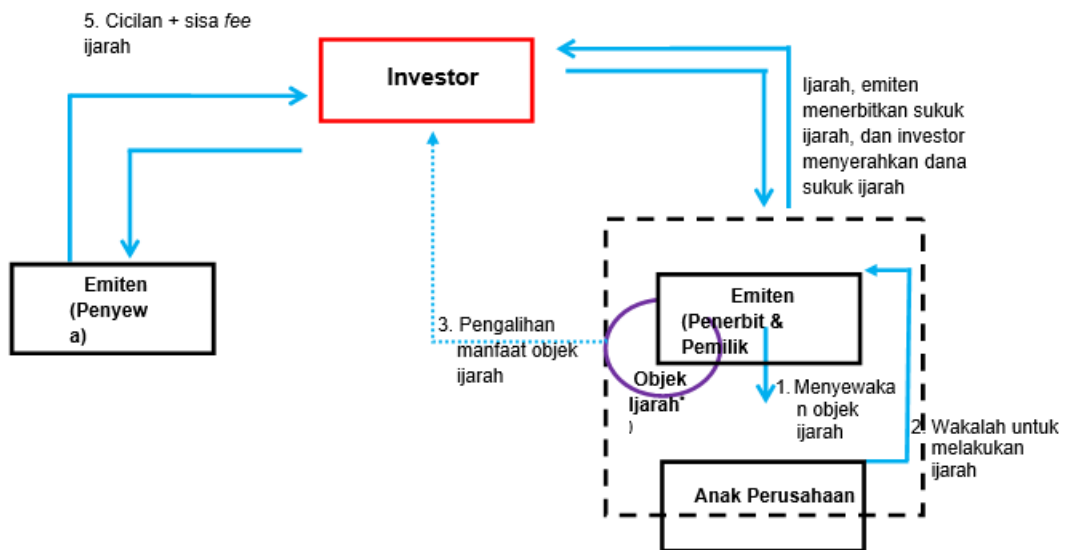 5. Cicilan + sisa fee
ijarah
Investor
Ijarah, emiten
menerbitkan sukuk
ijarah, dan investor
menyerahkan dana
sukuk ijarah
Emiten
(Penyew
a)
Emiten
(Penerbit &
Pemilik
3. Pengalihan
manfaat objek
ijarah
Objek
Ijarah*
)
1. Menyewaka
n objek
ijarah
2. Wakalah untuk
melakukan
ijarah
Anak Perusahaan